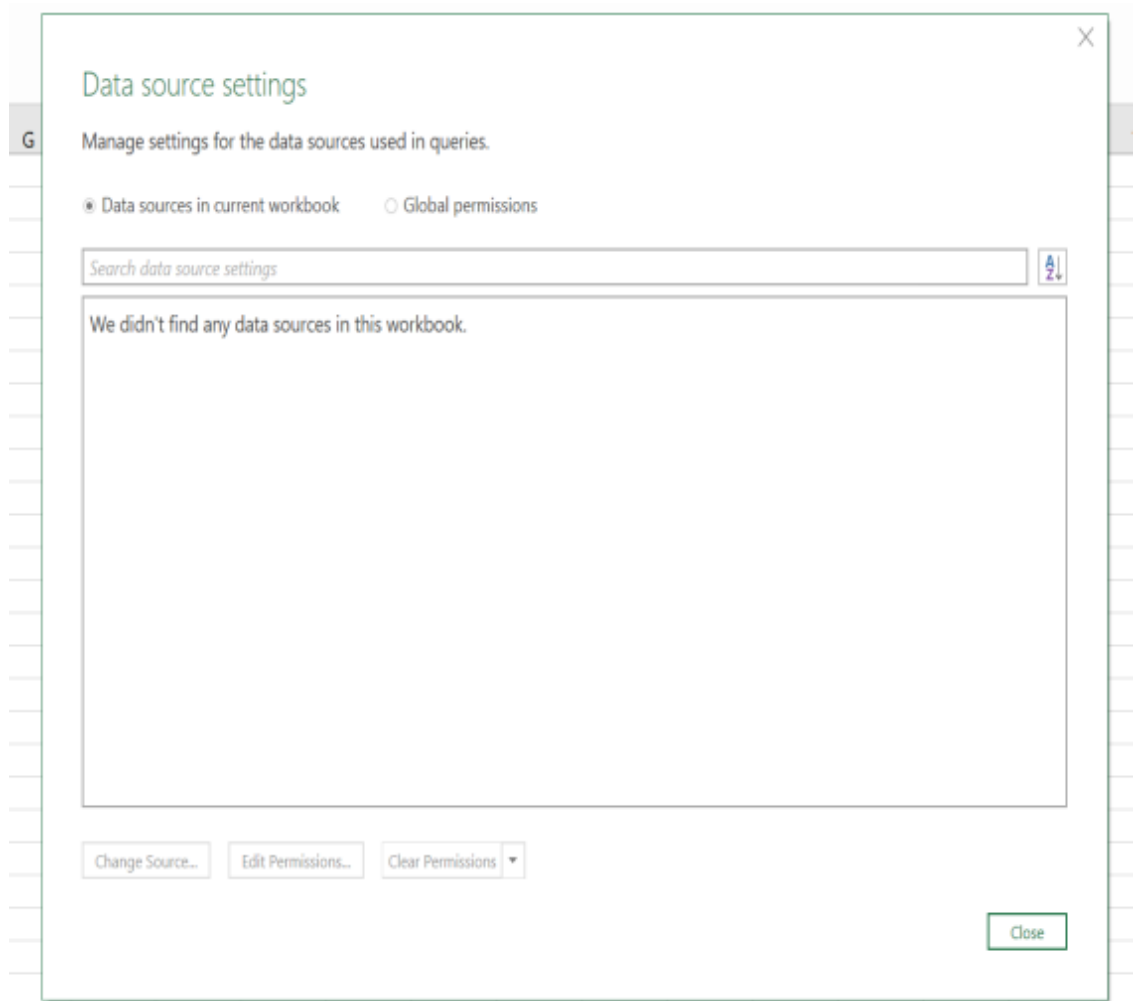 Data source settings
G
Manage settings for the data sources used in queries.
Data sources in current workbook Global permissions
Search data source settings
A
Z
We didn't find any data sources in this workbook.
Change Source... Edit Permissions... Clear Permissions
Close